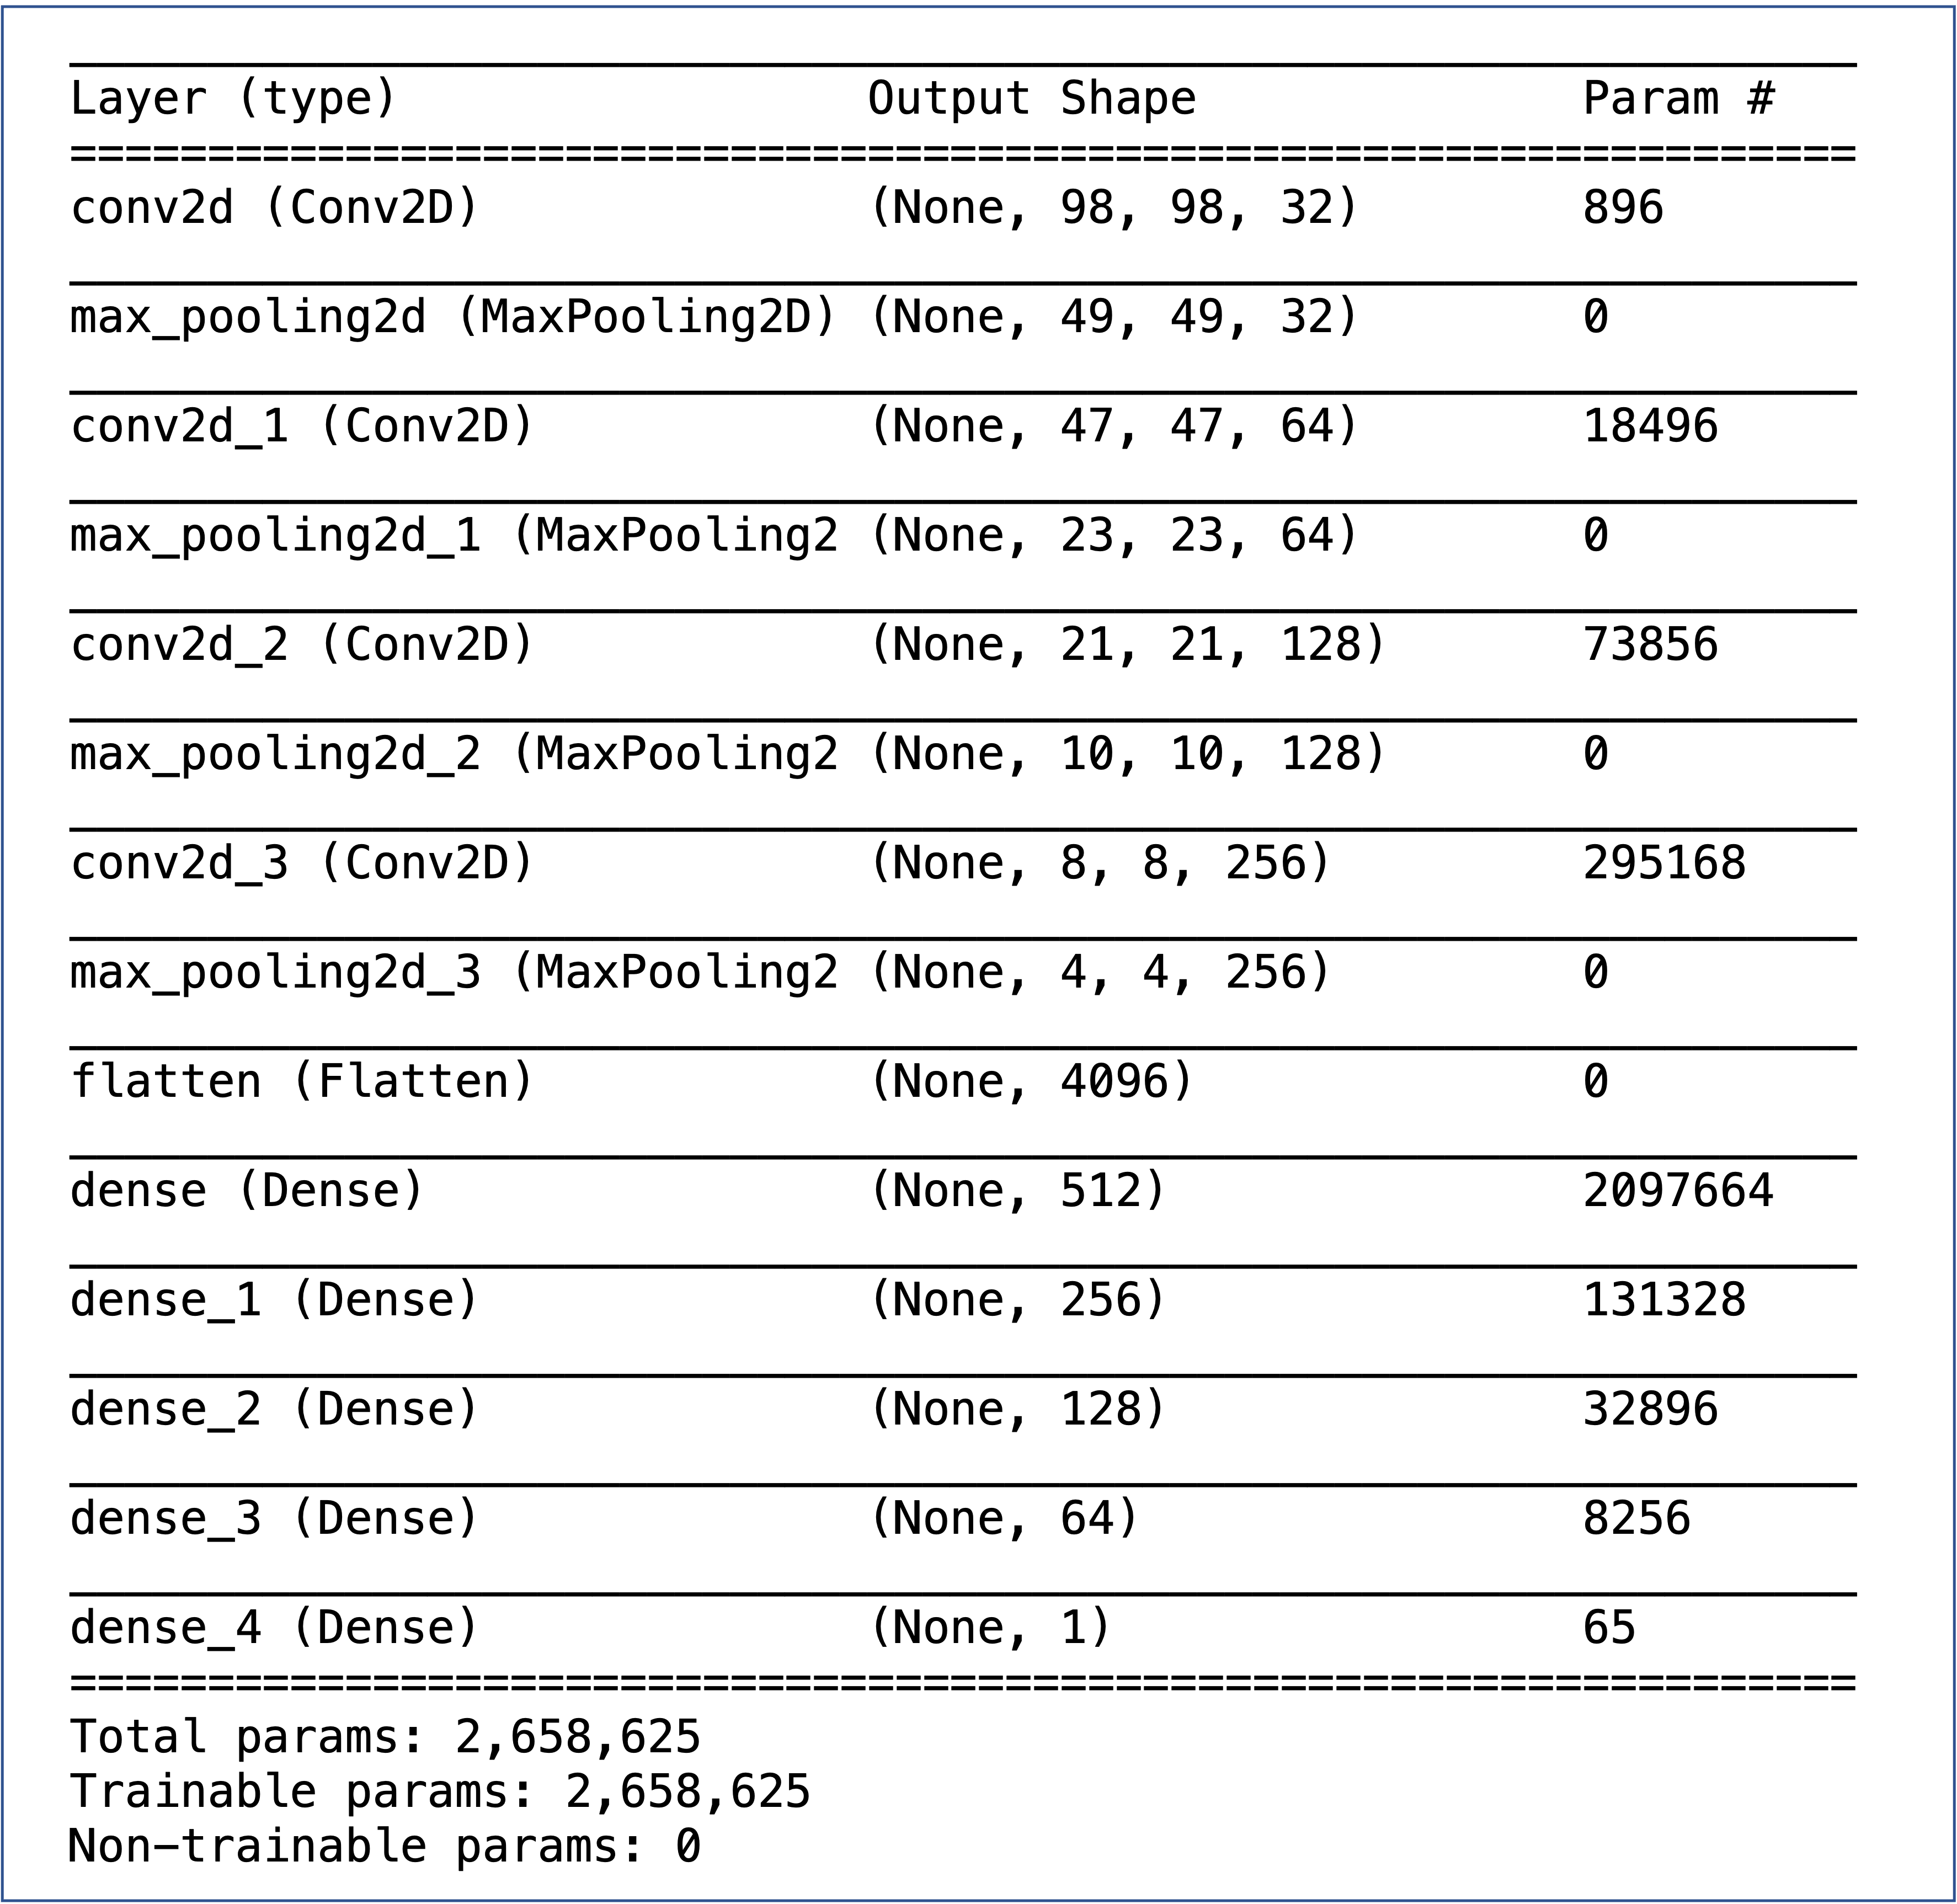 Layer (type) Output Shape Param #
=================================================================
conv2d (Conv2D) (None, 98, 98, 32) 896
max_pooling2d (MaxPooling2D) (None, 49, 49, 32) 0
conv2d_1 (Conv2D) (None, 47, 47, 64) 18496
max_pooling2d_1 (MaxPooling2 (None, 23, 23, 64) 0
conv2d_2 (Conv2D) (None, 21, 21, 128) 73856
max_pooling2d_2 (MaxPooling2 (None, 10, 10, 128) 0
conv2d_3 (Conv2D) (None, 8, 8, 256) 295168
max_pooling2d_3 (MaxPooling2 (None, 4, 4, 256) 0
flatten (Flatten) (None, 4096) 0
dense (Dense) (None, 512) 2097664
dense_1 (Dense) (None, 256) 131328
dense_2 (Dense) (None, 128) 32896
dense_3 (Dense) (None, 64) 8256
dense_4 (Dense) (None, 1) 65
=================================================================
Total params: 2,658,625
Trainable params: 2,658,625
Non-trainable params: 0